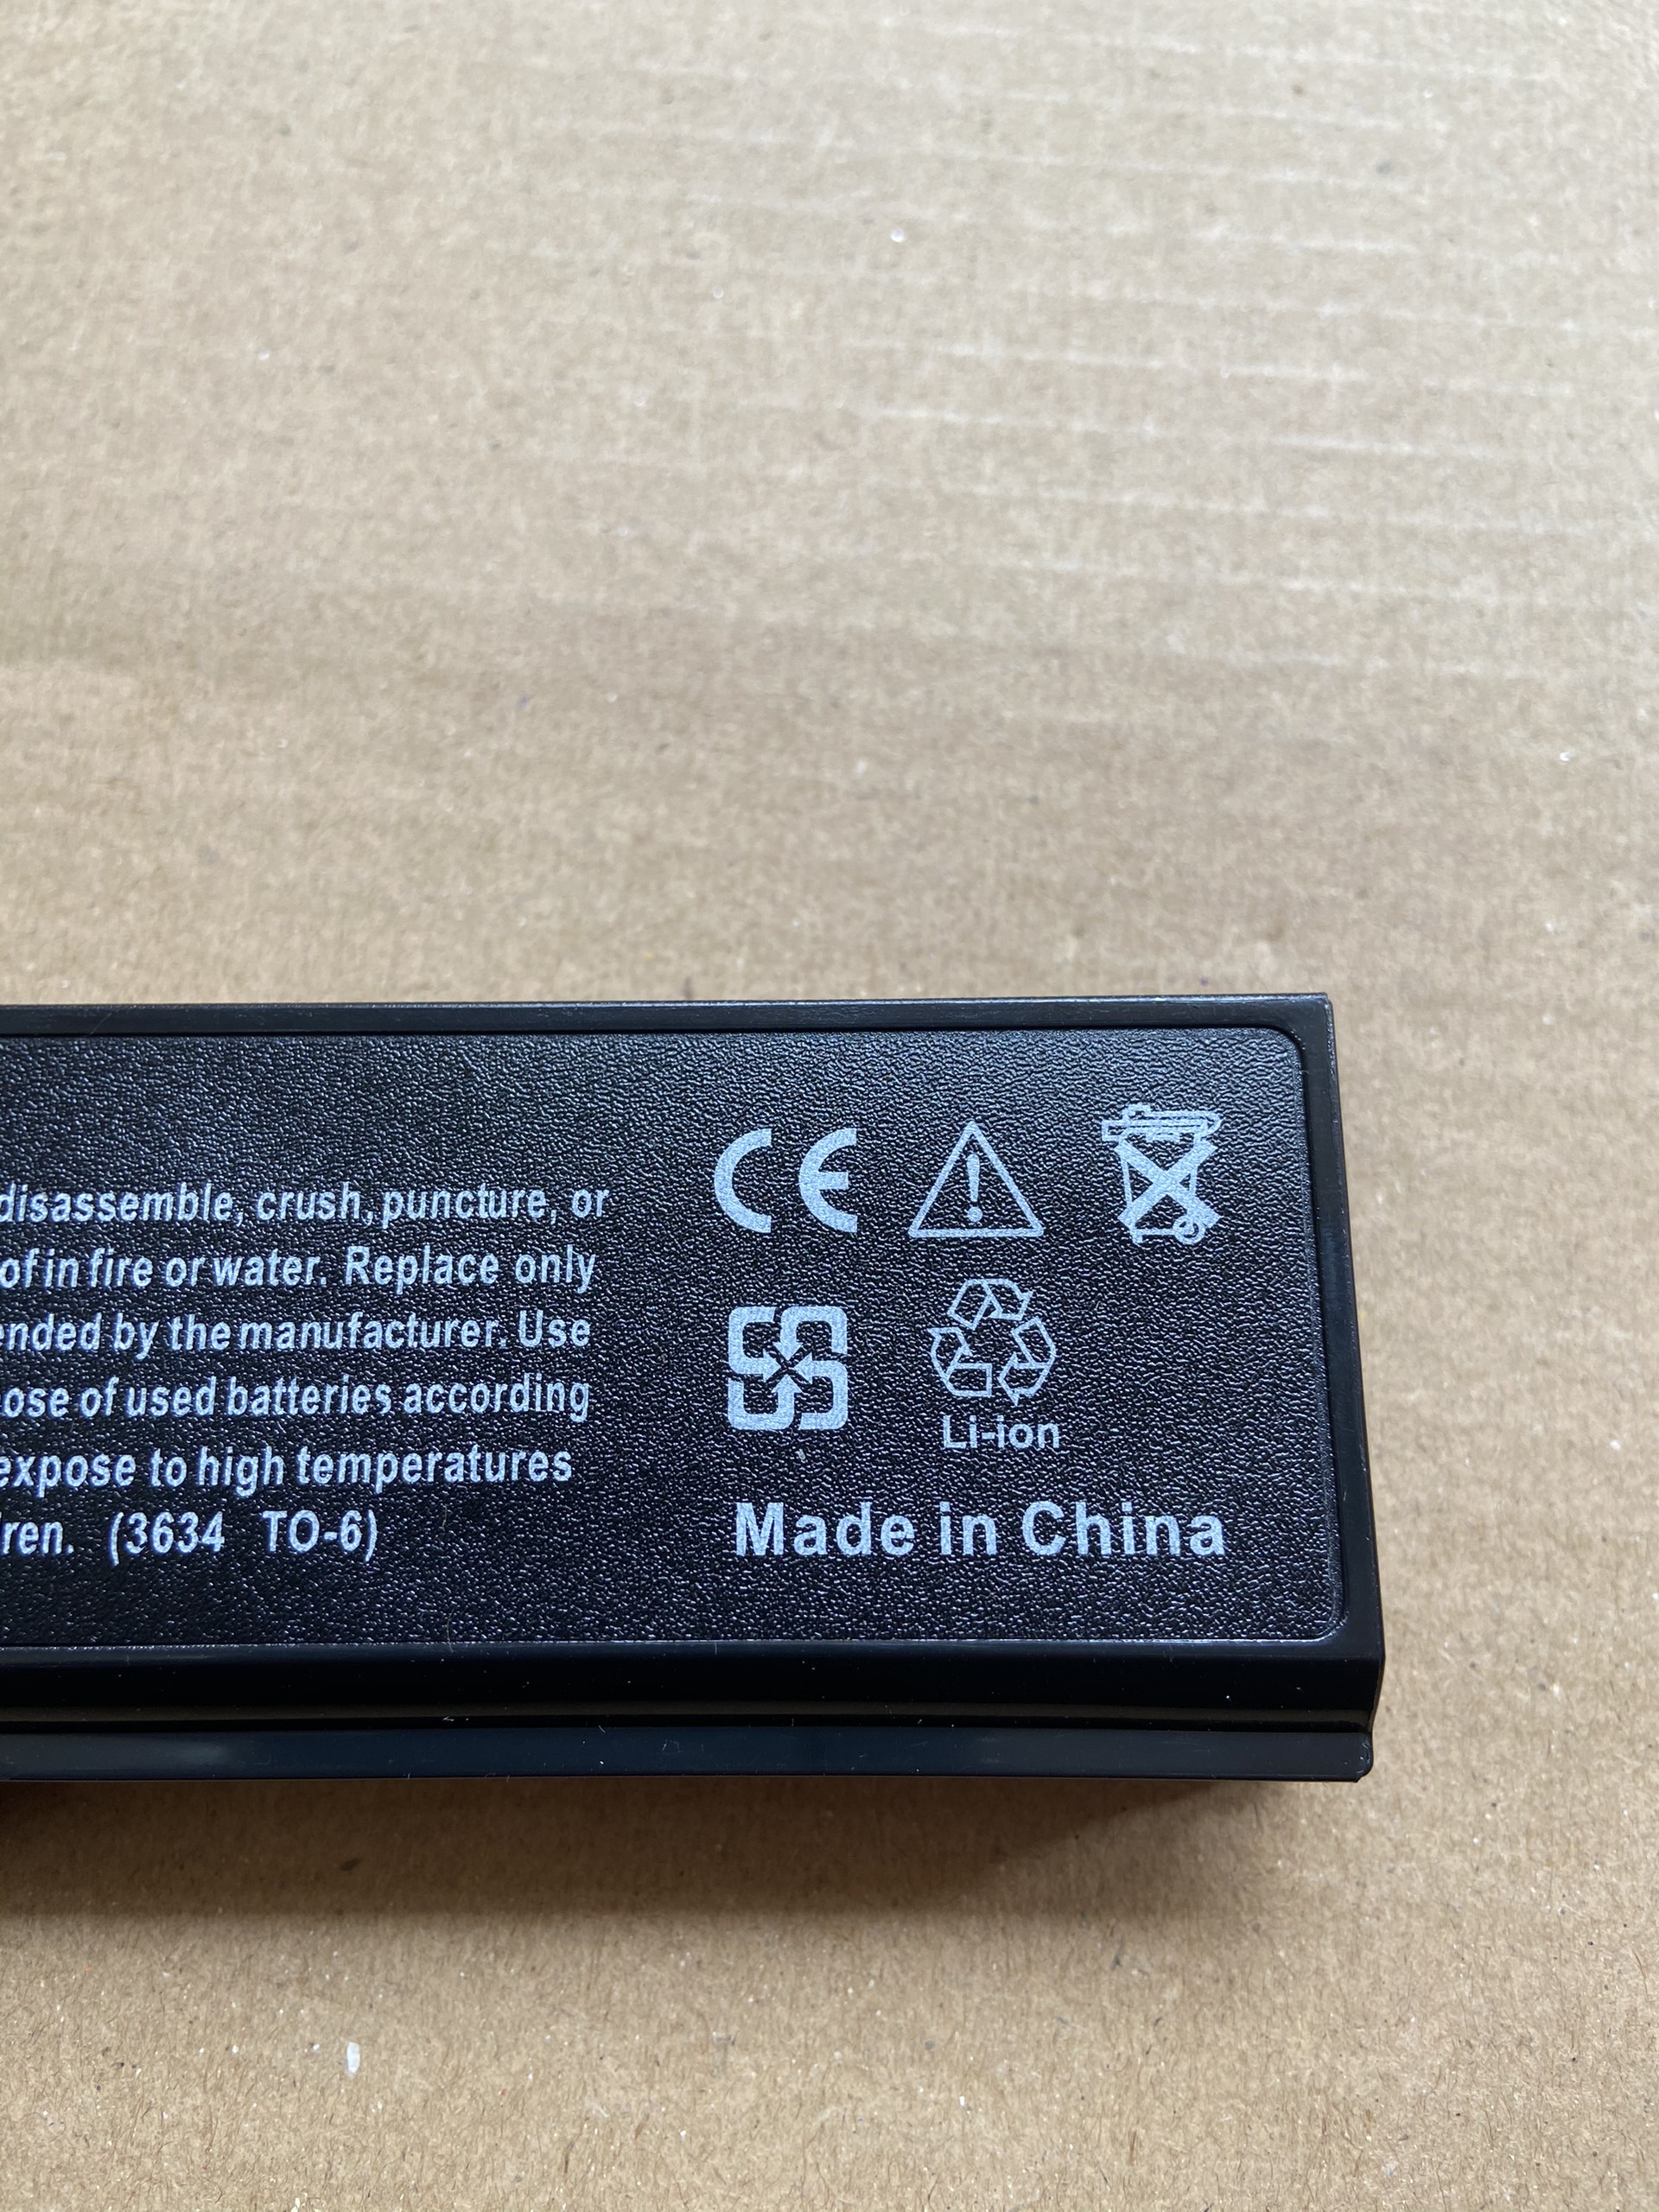 disassemble, crush, puncture, or
of in fire or water. Replace only
ended by the manufacturer. Use
ose of used batteries according
expose to high temperatures
ren. (3634 TO-6)
CE
Li-ion
Made in China